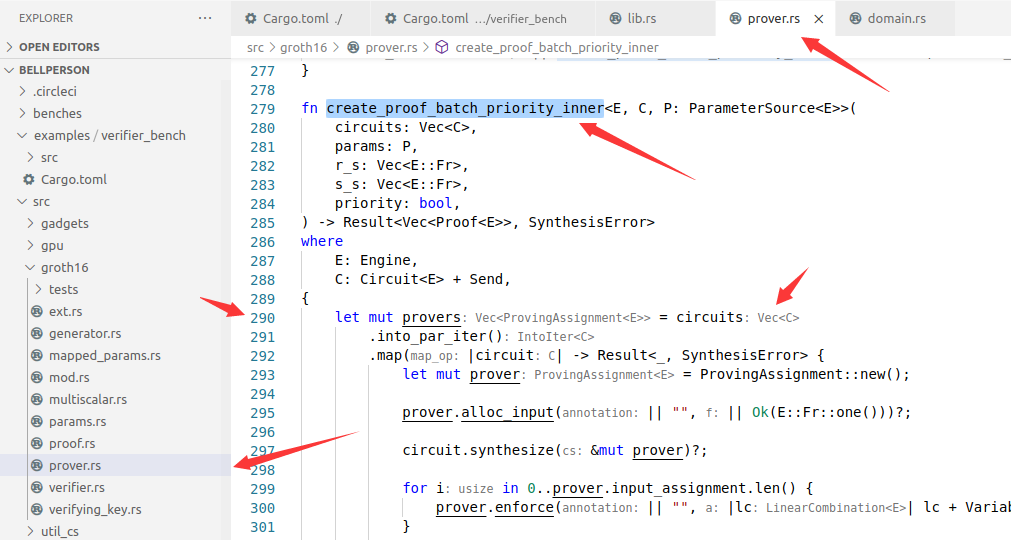 EXPLORER
···
Cargo.toml ./
Cargo.toml .../verifier_bench
lib.rs
prover.rs
domain.rs
OPEN EDITORS
BELLPERSON
.circleci
benches
examples / verifier_bench
src
Cargo.toml
src
gadgets
gpu
groth16
tests
ext.rs
generator.rs
mapped_params.rs
mod.rs
multiscalar.rs
params.rs
proof.rs
prover.rs
verifier.rs
verifying_key.rs
util_cs
src > groth16 > prover.rs > create_proof_batch_priority_inner
277 }
278
279 fn create_proof_batch_priority_inner<E, C, P: ParameterSource<E>>(
280 circuits: Vec<C>,
281 params: P,
282 r_s: Vec<E::Fr>,
283 s_s: Vec<E::Fr>,
284 priority: bool,
285 ) -> Result<Vec<Proof<E>>, SynthesisError>
286 where
287 E: Engine,
288 C: Circuit<E> + Send,
289 {
290 let mut provers: Vec<ProvingAssignment<E>> = circuits: Vec<C>
291 .into_par_iter() IntoIter<C>
292 .map(map_op: |circuit: C| -> Result<_, SynthesisError> {
293 let mut prover: ProvingAssignment<E> = ProvingAssignment::new();
294
295 prover.alloc_input(annotation: || "", f: || Ok(E::Fr::one()))?;
296
297 circuit.synthesize(cs: &mut prover)?;
298
299 for i: usize in 0..prover.input_assignment.len() {
300 prover.enforce(annotation: || "", a: |lc: LinearCombination<E>| lc + Variab
301 }